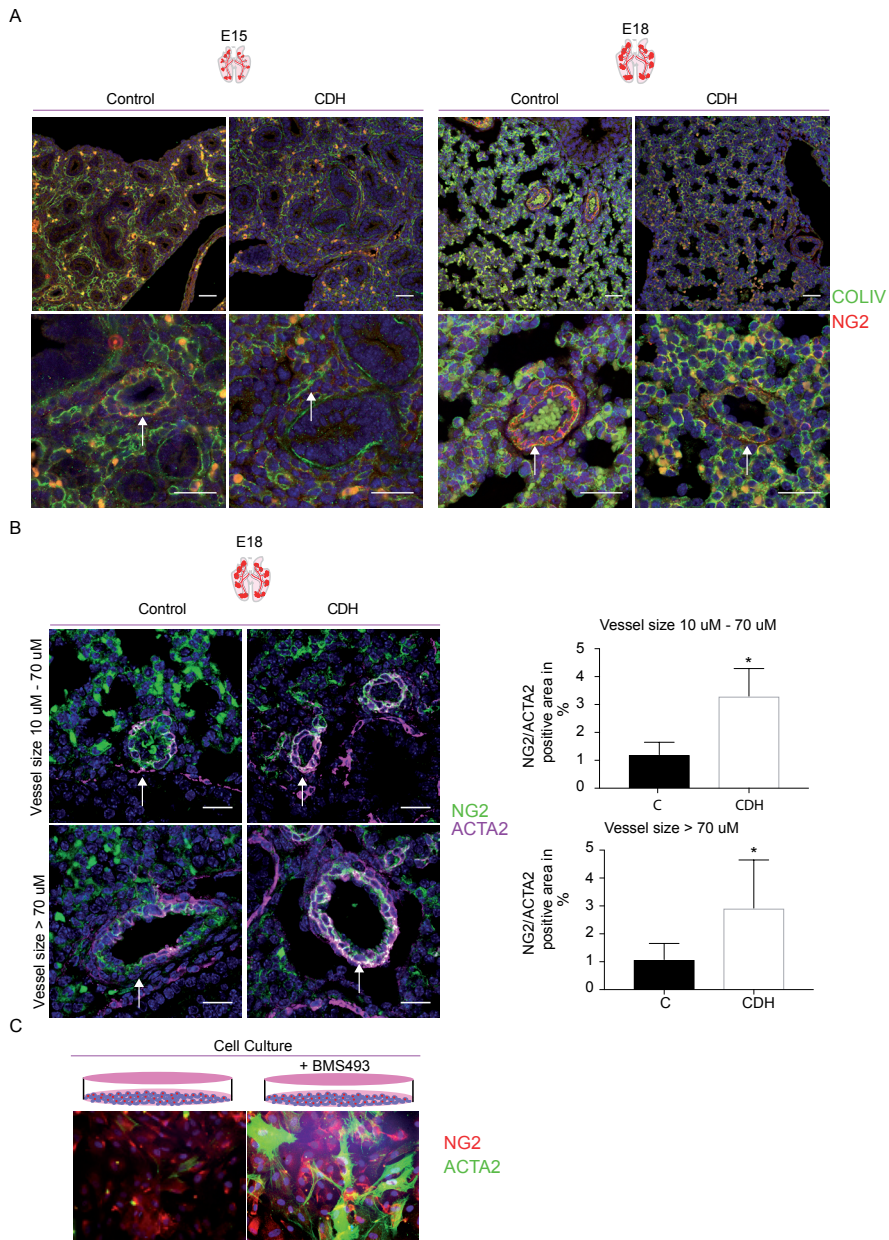 A
E15
E18
Control
CDH
Control
CDH
COLIV
NG2
B
E18
Control
CDH
Vessel size 10 uM - 70 uM
Vessel size > 70 uM
NG2
ACTA2
Vessel size 10 uM - 70 uM
NG2/ACTA2
positive area in
%
5
4
3
2
1
0
*
C
CDH
Vessel size > 70 uM
NG2/ACTA2
positive area in
%
5
4
3
2
1
0
*
C
CDH
C
Cell Culture
+ BMS493
NG2
ACTA2